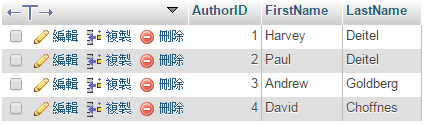 AuthorID FirstName LastName
編輯 複製 刪除 1 Harvey Deitel
編輯 複製 刪除 2 Paul Deitel
編輯 複製 刪除 3 Andrew Goldberg
編輯 複製 刪除 4 David Choffnes